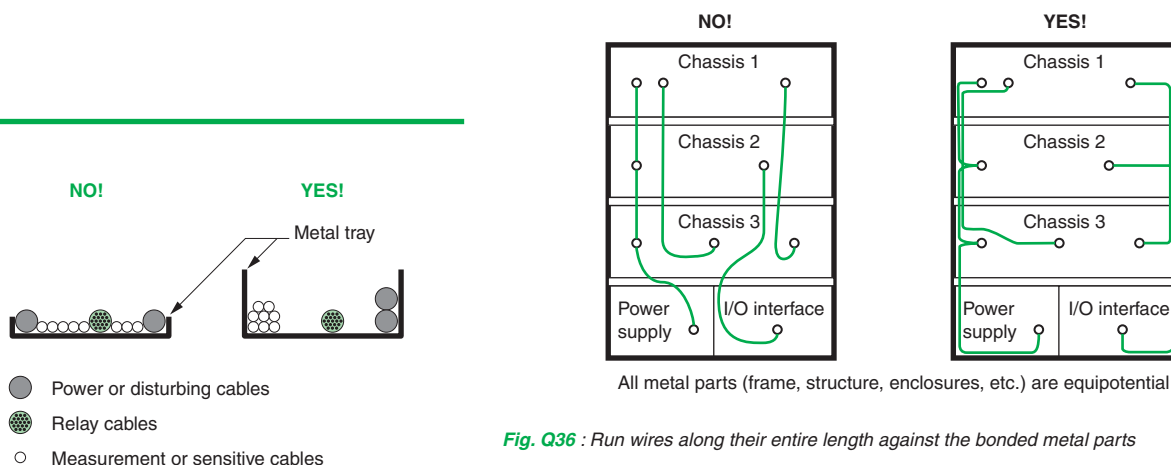 NO!
YES!
Metal tray
Power or disturbing cables
Relay cables
Measurement or sensitive cables
NO!
Chassis 1
Chassis 2
Chassis 3
Power
supply
I/O interface
YES!
Chassis 1
Chassis 2
Chassis 3
Power
supply
I/O interface
All metal parts (frame, structure, enclosures, etc.) are equipotential
Fig. Q36 : Run wires along their entire length against the bonded metal parts